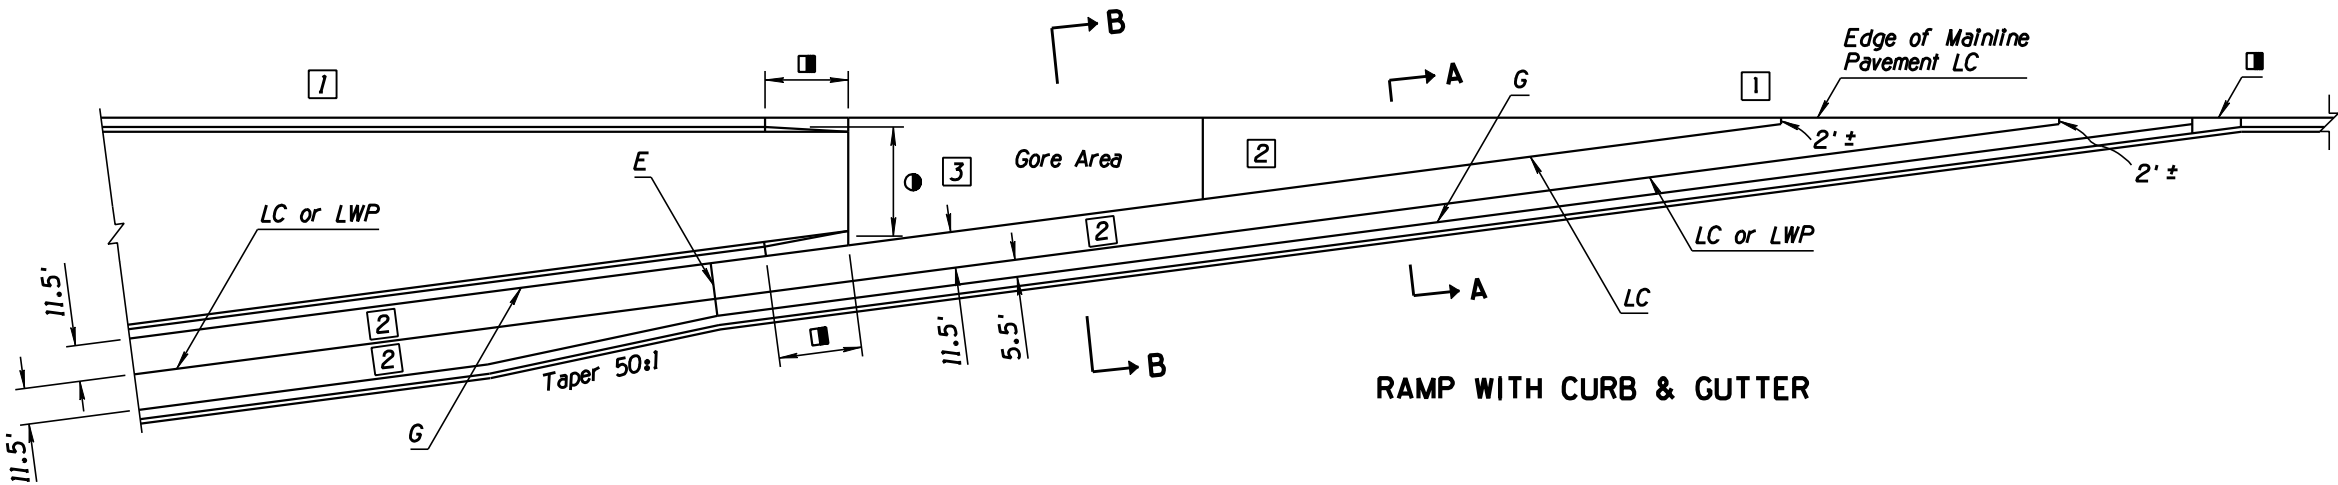 B
Edge of Mainline
Pavement LC
1
A
G
1
2' ±
E
3
Gore Area
2
2' ±
LC or LWP
2
LC or LWP
11.5'
A
LC
2
2
11.5'
5.5'
B
Taper 50:1
RAMP WITH CURB & GUTTER
G
11.5'